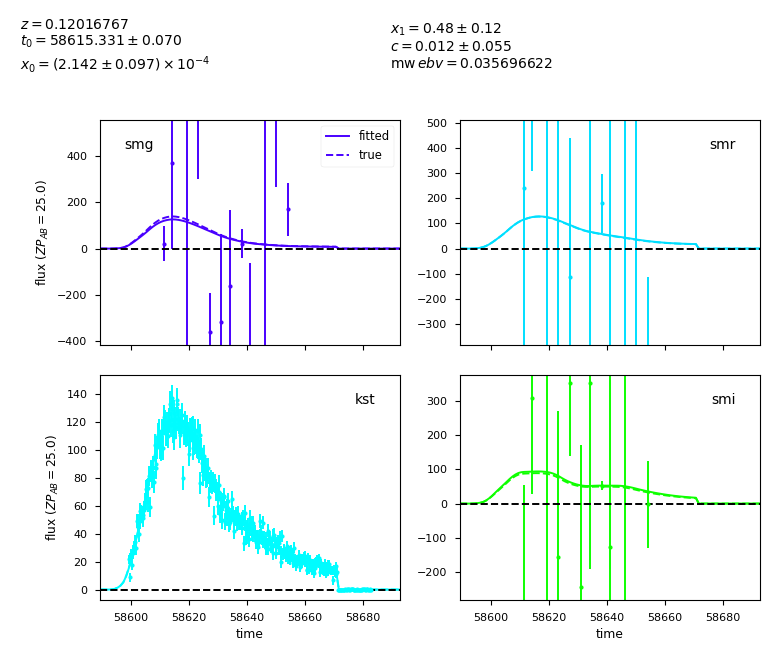 z = 0.12016767
t₀ = 58615.331 ± 0.070
x₀ = (2.142 ± 0.097) × 10⁻⁴
x₁ = 0.48 ± 0.12
c = 0.012 ± 0.055
mw ebv = 0.035696622
smg
fitted
true
400
200
0
−200
−400
flux (ZP_AB = 25.0)
smr
500
400
300
200
100
0
−100
−200
−300
kst
140
120
100
80
60
40
20
0
flux (ZP_AB = 25.0)
58600 58620 58640 58660 58680
time
smi
300
200
100
0
−100
−200
58600 58620 58640 58660 58680
time